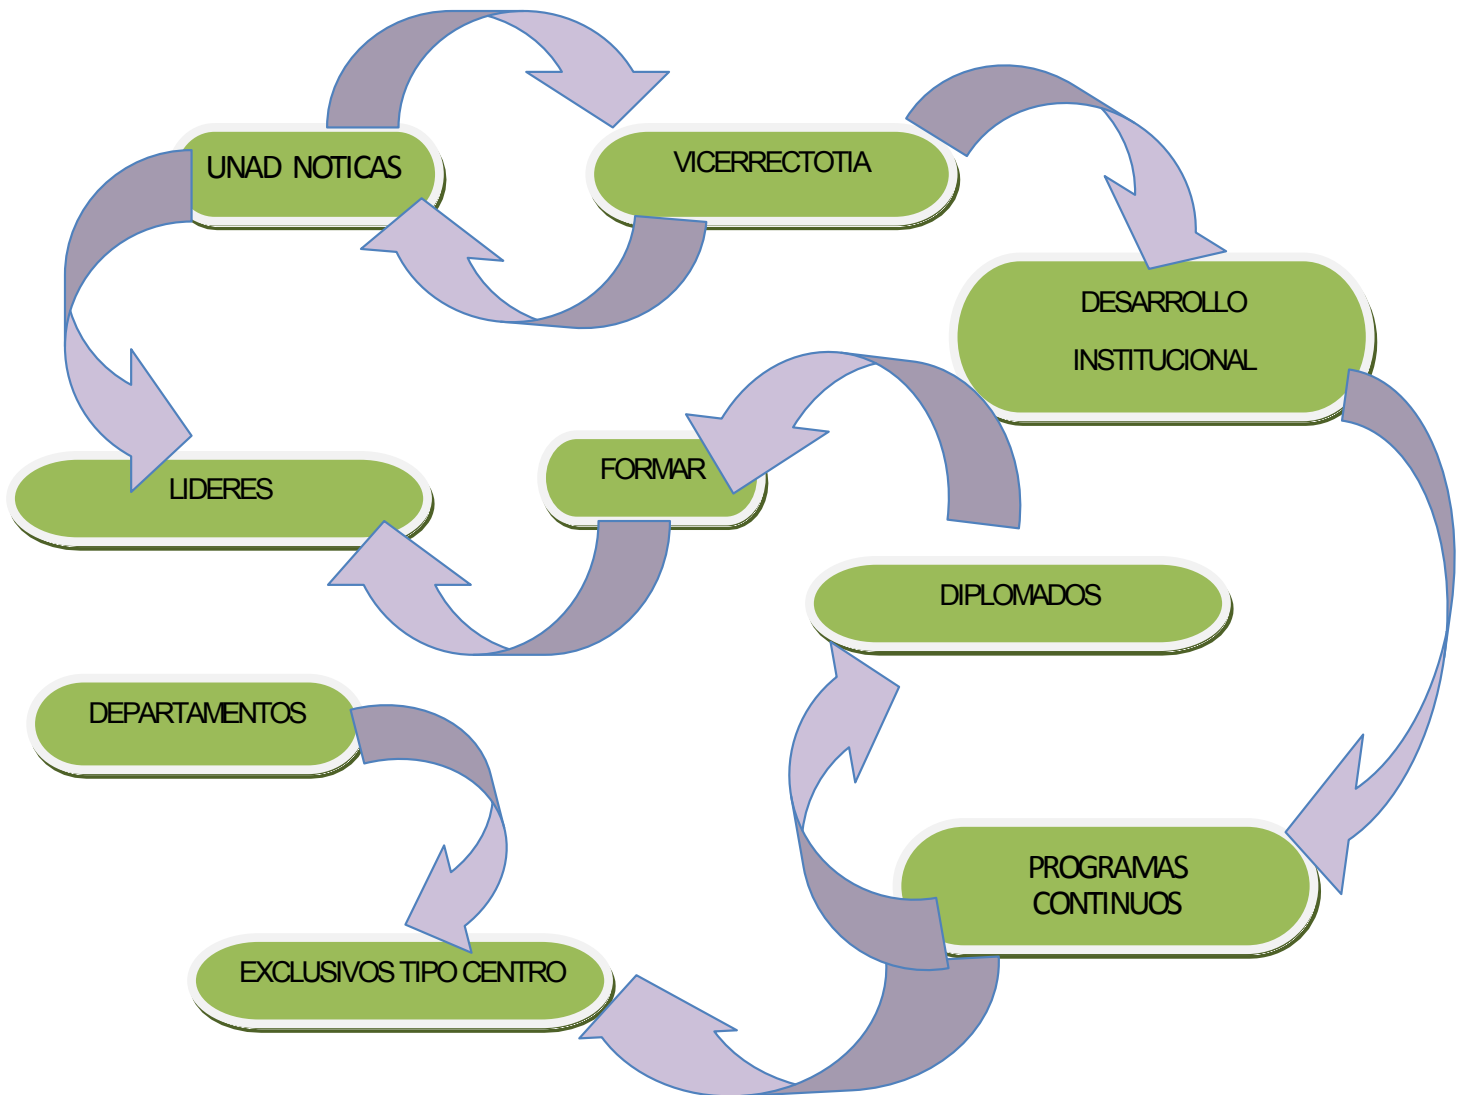 UNAD NOTICAS
VICERRECTOTIA
DESARROLLO
INSTITUCIONAL
FORMAR
LIDERES
DIPLOMADOS
DEPARTAMENTOS
PROGRAMAS
CONTINUOS
EXCLUSIVOS TIPO CENTRO